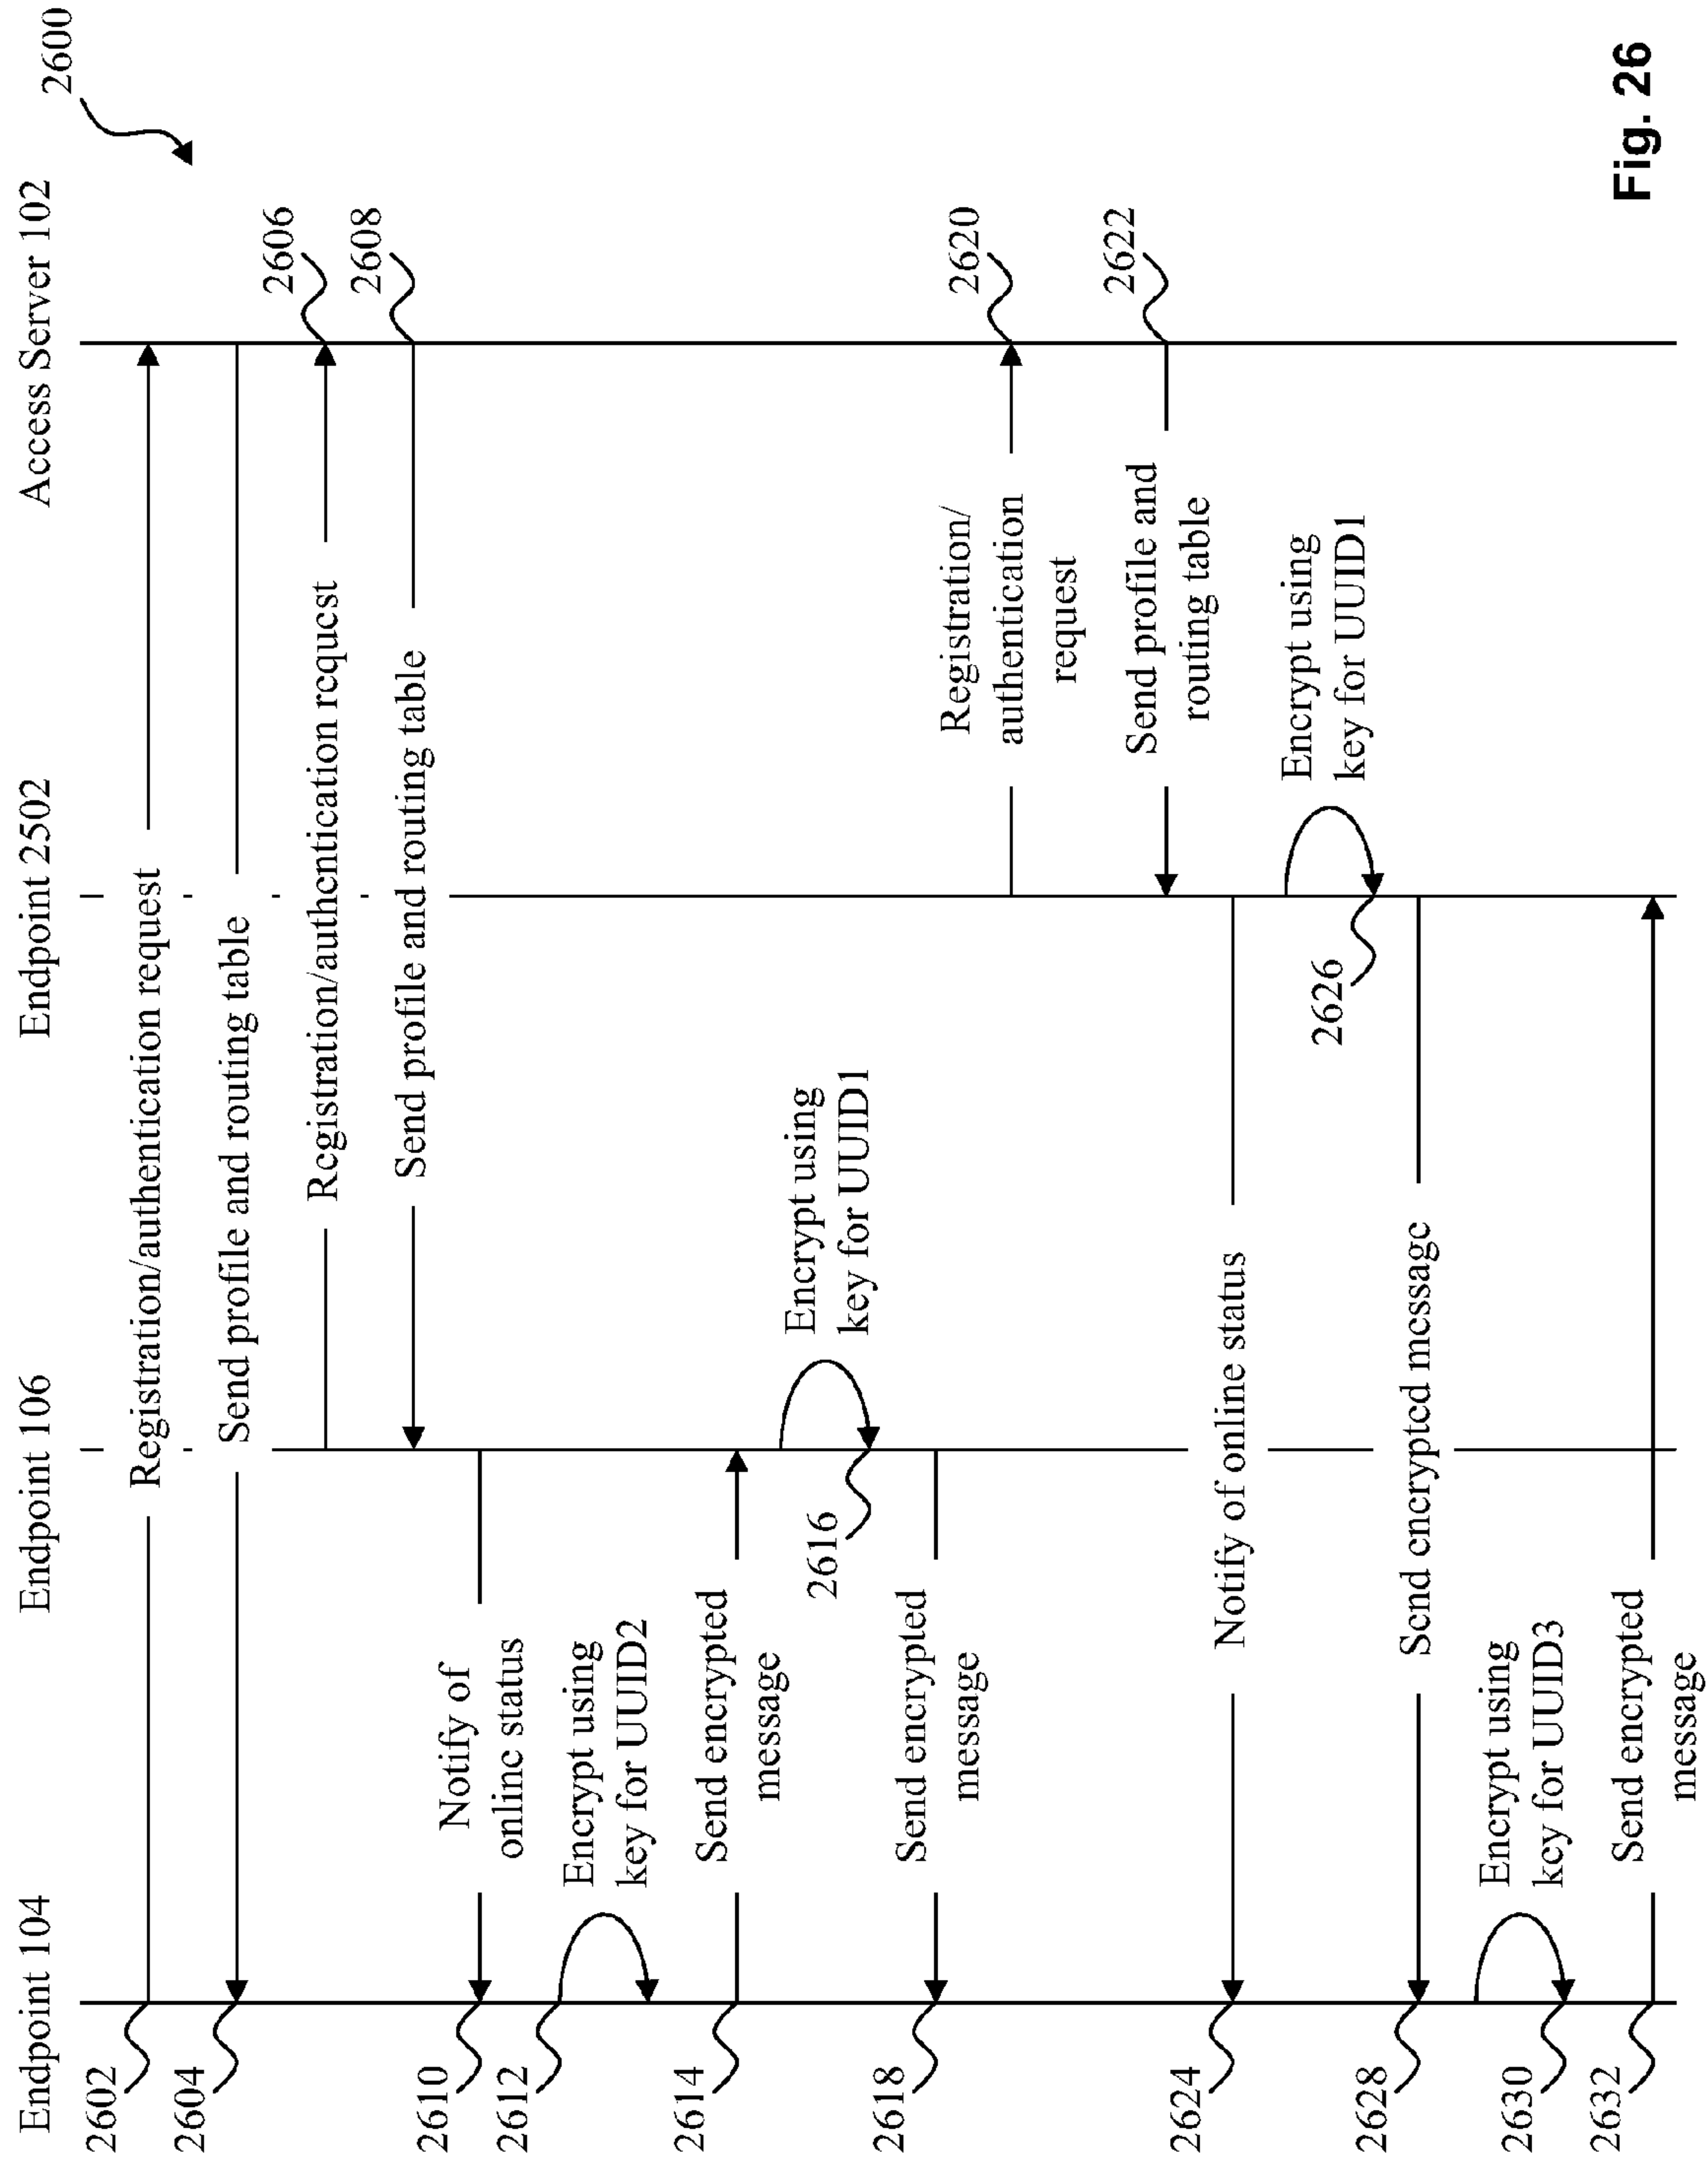 2600
Endpoint 104
Endpoint 106
Endpoint 2502
Access Server 102
2602
Registration/authentication request
2604
Send profile and routing table
Registration/authentication request
2606
Send profile and routing table
2608
2610
Notify of
online status
2612
Encrypt using
key for UUID2
2614
Send encrypted
message
2616
Encrypt using
key for UUID1
2618
Send encrypted
message
Registration/
authentication
request
2620
Send profile and
routing table
2622
2624
Notify of online status
2626
Encrypt using
key for UUID1
2628
Send encrypted message
2630
Encrypt using
key for UUID3
2632
Send encrypted
message
Fig. 26